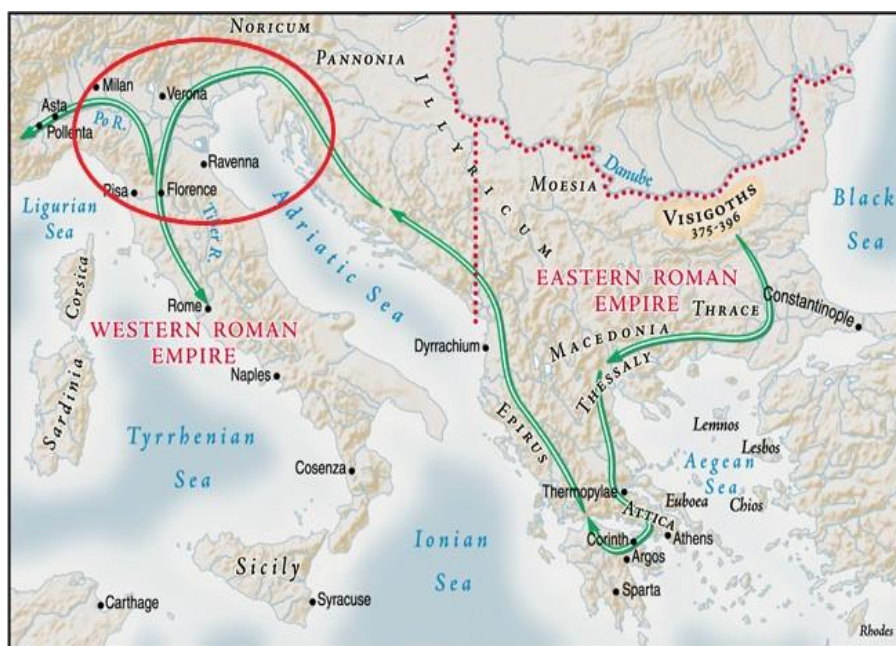 NORICUM
PANNONIA
ILLYRICUM
Milan
Verona
Asta
Po R.
Pollenta
Ravenna
Pisa
Florence
Ligurian
Sea
Tiber R.
Adriatic Sea
Corsica
Rome
WESTERN ROMAN
EMPIRE
Sardinia
Naples
Tyrrhenian
Sea
Cosenza
Sicily
Carthage
Syracuse
Ionian
Sea
MOESIA
Danube
VISIGOTHS
375-396
Black
Sea
EASTERN ROMAN
EMPIRE
Constantinople
THRACE
MACEDONIA
Dyrrachium
THESSALY
EPIRUS
Lemnos
Lesbos
Aegean
Sea
Thermopylae
Euboea
Chios
ATTICA
Corinth
Athens
Argos
Sparta
Rhodes